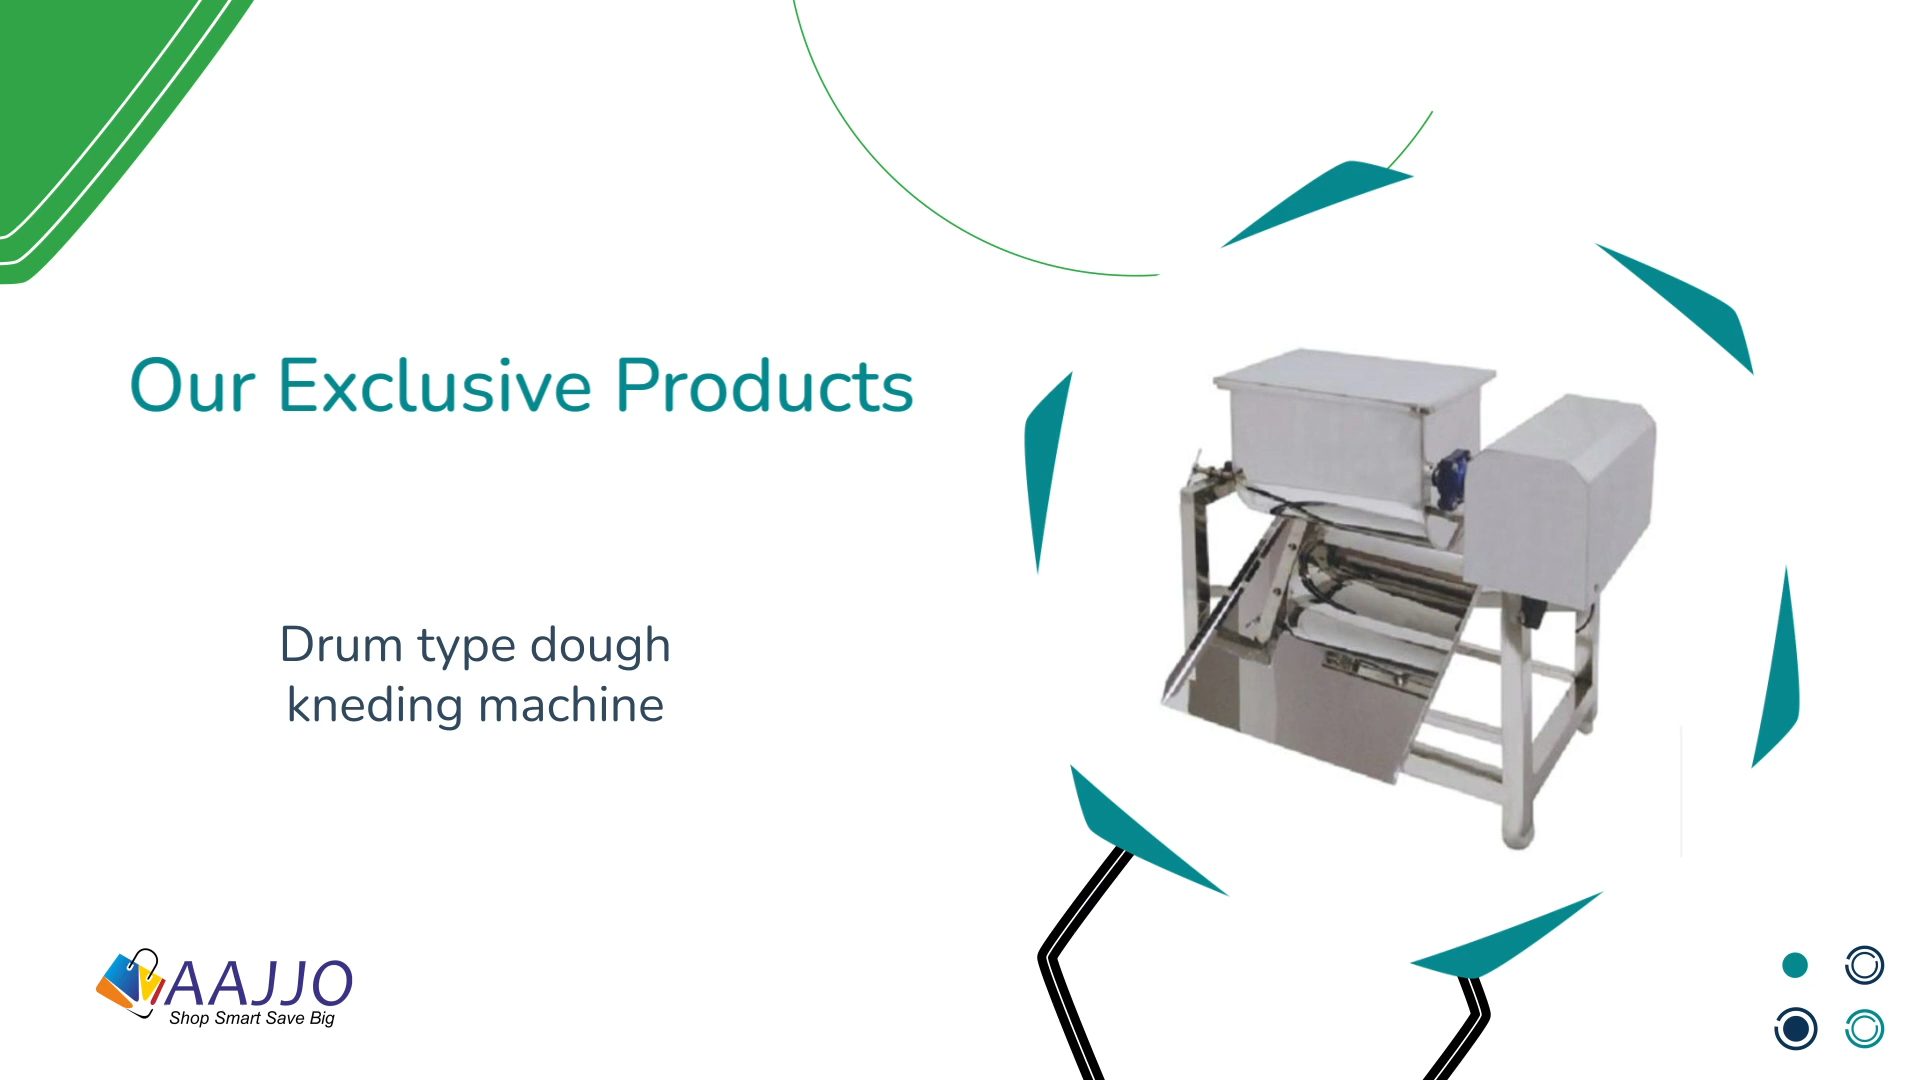 Our Exclusive Products
Drum type dough
kneding machine
AAJJO
Shop Smart Save Big